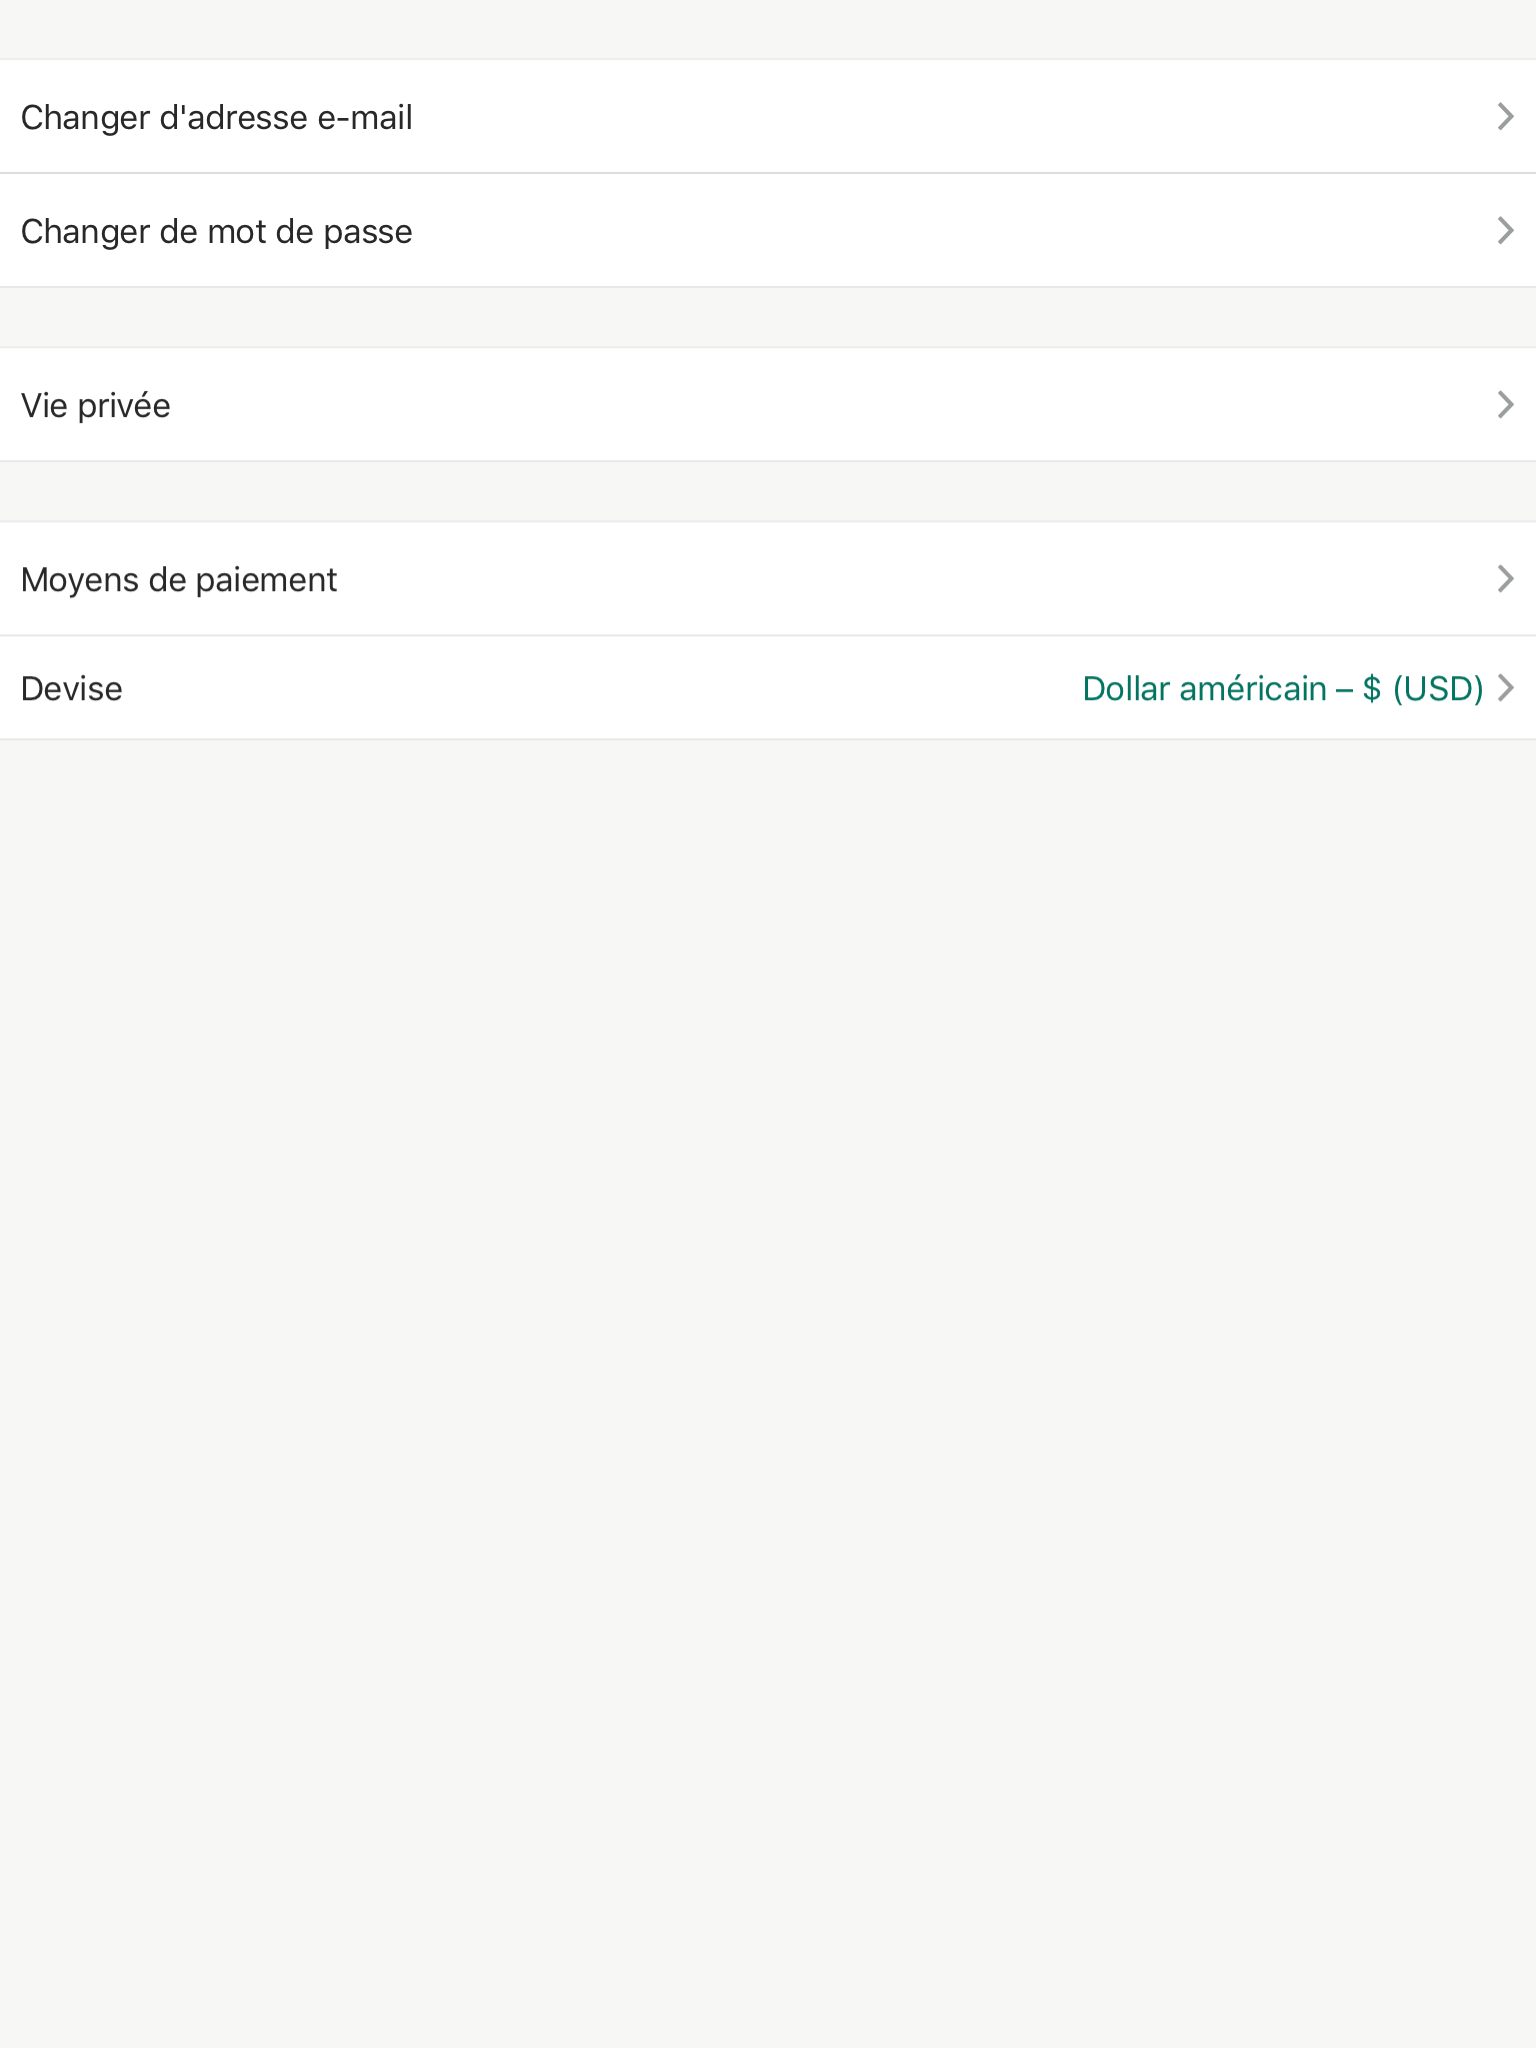 Changer d'adresse e-mail
Changer de mot de passe
Vie privée
Moyens de paiement
Devise Dollar américain – $ (USD)